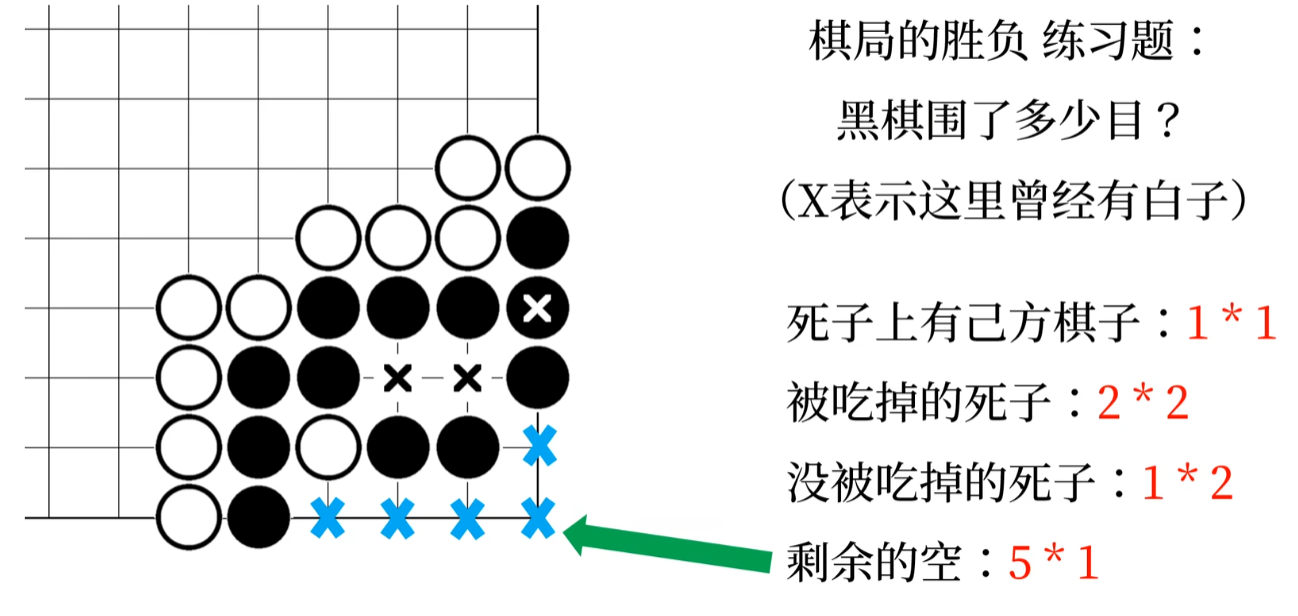 棋局的胜负 练习题：
黑棋围了多少目？
（X表示这里曾经有白子）
死子上有己方棋子：1 * 1
被吃掉的死子：2 * 2
没被吃掉的死子：1 * 2
剩余的空：5 * 1